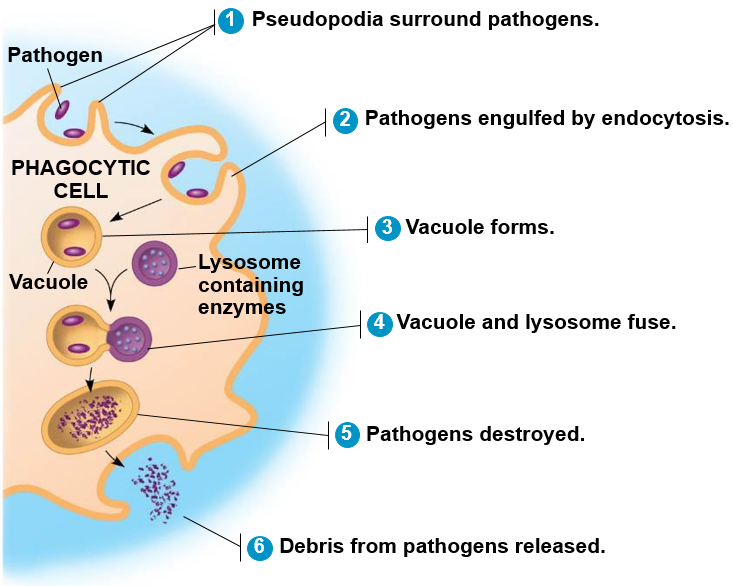 1 Pseudopodia surround pathogens.
Pathogen
2 Pathogens engulfed by endocytosis.
PHAGOCYTIC
CELL
3 Vacuole forms.
Vacuole
Lysosome
containing
enzymes
4 Vacuole and lysosome fuse.
5 Pathogens destroyed.
6 Debris from pathogens released.